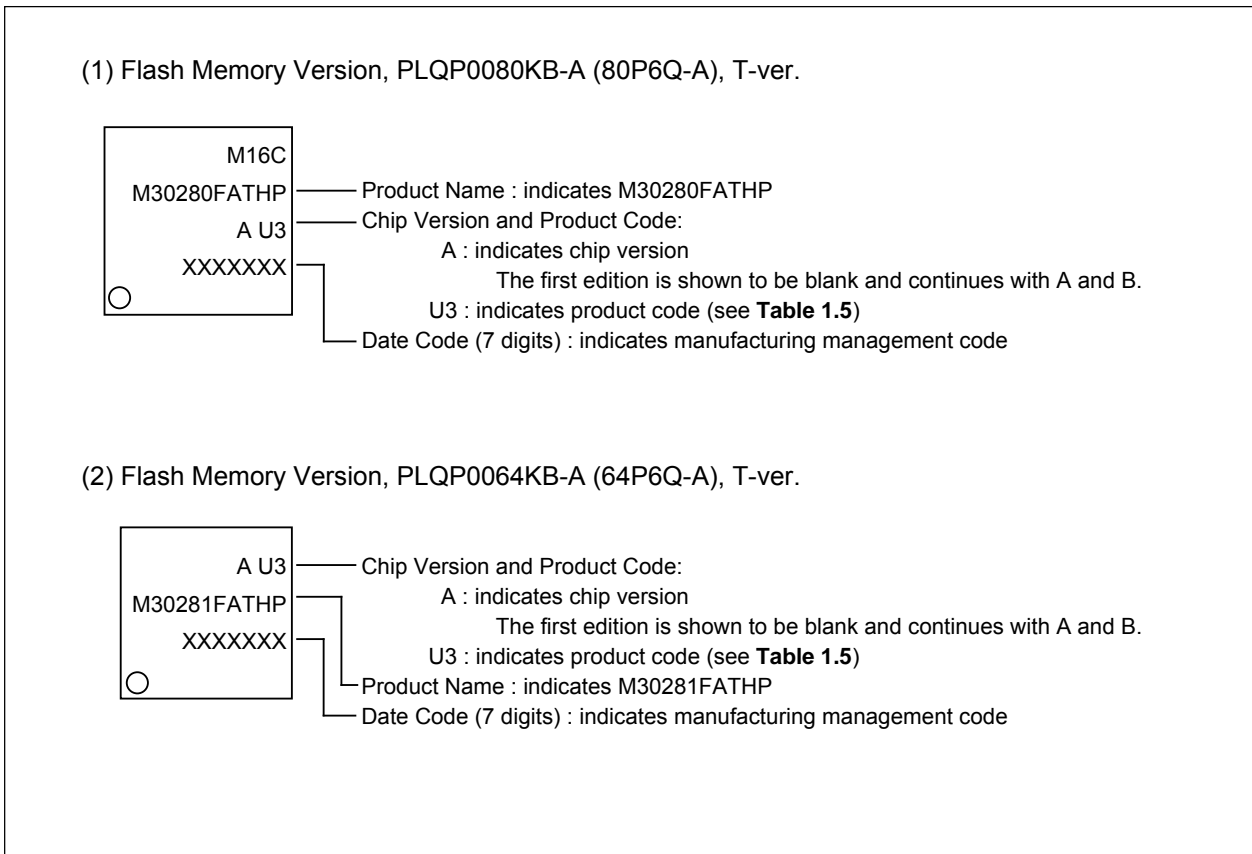 (1) Flash Memory Version, PLQP0080KB-A (80P6Q-A), T-ver.
M16C
M30280FATHP
A U3
XXXXXXX
Product Name : indicates M30280FATHP
Chip Version and Product Code:
A : indicates chip version
The first edition is shown to be blank and continues with A and B.
U3 : indicates product code (see Table 1.5)
Date Code (7 digits) : indicates manufacturing management code
(2) Flash Memory Version, PLQP0064KB-A (64P6Q-A), T-ver.
A U3
M30281FATHP
XXXXXXX
Chip Version and Product Code:
A : indicates chip version
The first edition is shown to be blank and continues with A and B.
U3 : indicates product code (see Table 1.5)
Product Name : indicates M30281FATHP
Date Code (7 digits) : indicates manufacturing management code